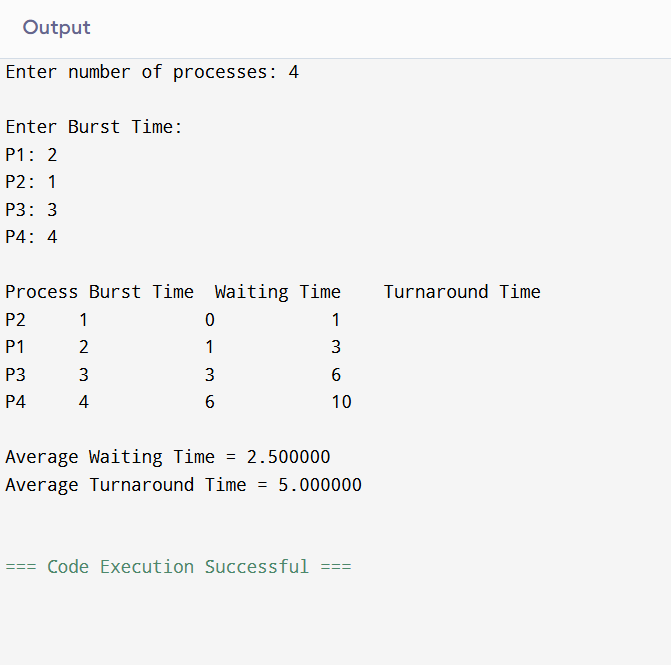 Output
Enter number of processes: 4
Enter Burst Time:
P1: 2
P2: 1
P3: 3
P4: 4
Process Burst Time  Waiting Time    Turnaround Time
P2     1           0           1
P1     2           1           3
P3     3           3           6
P4     4           6           10
Average Waiting Time = 2.500000
Average Turnaround Time = 5.000000
=== Code Execution Successful ===